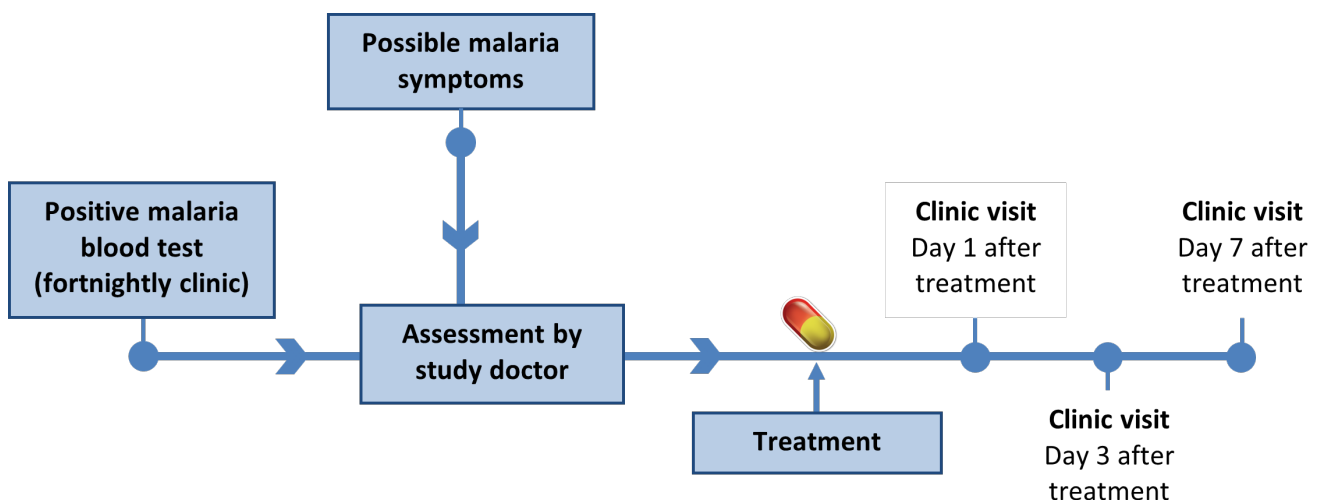 Possible malaria
symptoms
Positive malaria
blood test
(fortnightly clinic)
Assessment by
study doctor
Treatment
Clinic visit
Day 1 after
treatment
Clinic visit
Day 3 after
treatment
Clinic visit
Day 7 after
treatment